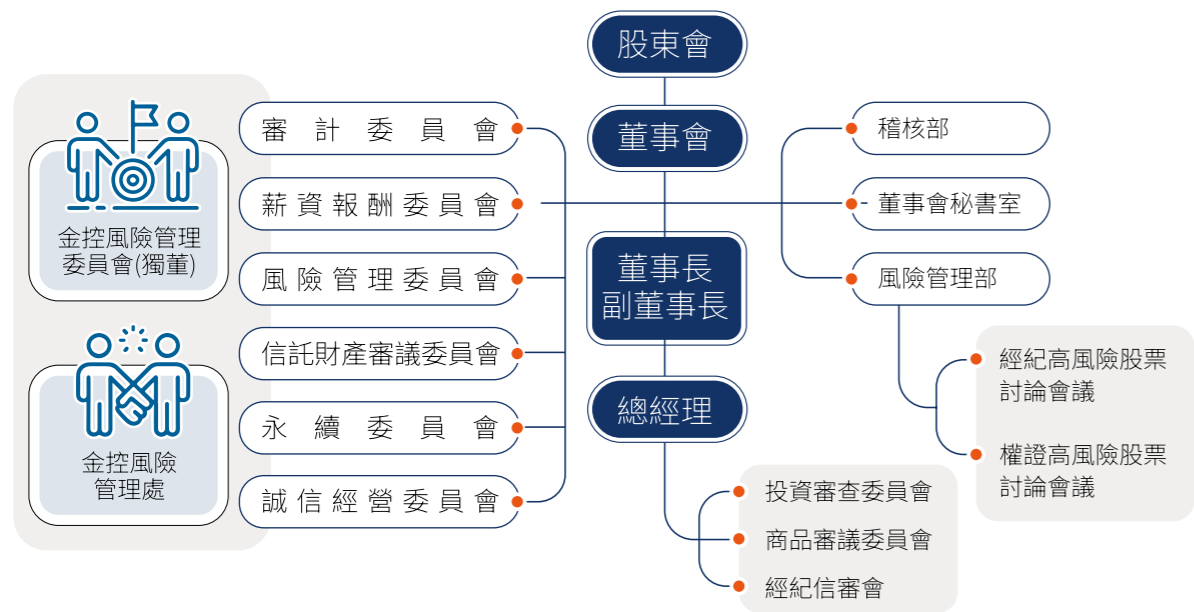 股東會
董事會
董事長
副董事長
總經理
金控風險管理
委員會(獨董)
金控風險
管理處
審計委員會
薪資報酬委員會
風險管理委員會
信託財產審議委員會
永續委員會
誠信經營委員會
稽核部
董事會秘書室
風險管理部
經紀高風險股票
討論會議
權證高風險股票
討論會議
投資審查委員會
商品審議委員會
經紀信審會